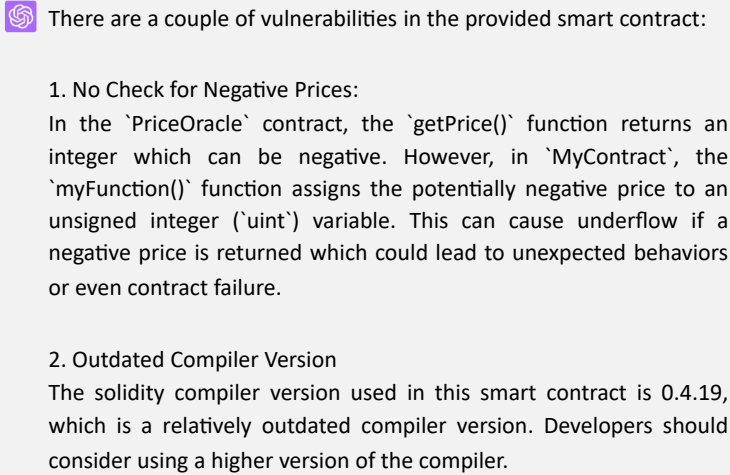 There are a couple of vulnerabilities in the provided smart contract:
1. No Check for Negative Prices:
In the `PriceOracle` contract, the `getPrice()` function returns an
integer which can be negative. However, in `MyContract`, the
`myFunction()` function assigns the potentially negative price to an
unsigned integer (`uint`) variable. This can cause underflow if a
negative price is returned which could lead to unexpected behaviors
or even contract failure.
2. Outdated Compiler Version
The solidity compiler version used in this smart contract is 0.4.19,
which is a relatively outdated compiler version. Developers should
consider using a higher version of the compiler.